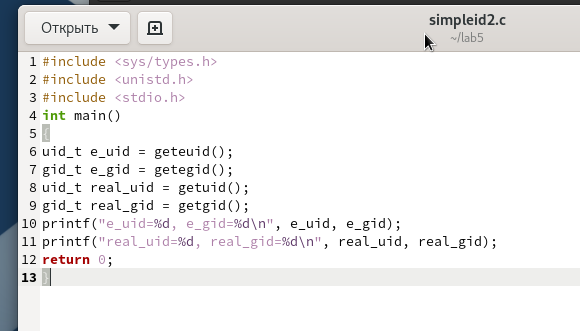 Открыть
simpleid2.c
~/lab5
1 #include <sys/types.h>
2 #include <unistd.h>
3 #include <stdio.h>
4 int main()
5 {
6 uid_t e_uid = geteuid();
7 gid_t e_gid = getegid();
8 uid_t real_uid = getuid();
9 gid_t real_gid = getgid();
10 printf("e_uid=%d, e_gid=%d\n", e_uid, e_gid);
11 printf("real_uid=%d, real_gid=%d\n", real_uid, real_gid);
12 return 0;
13 }